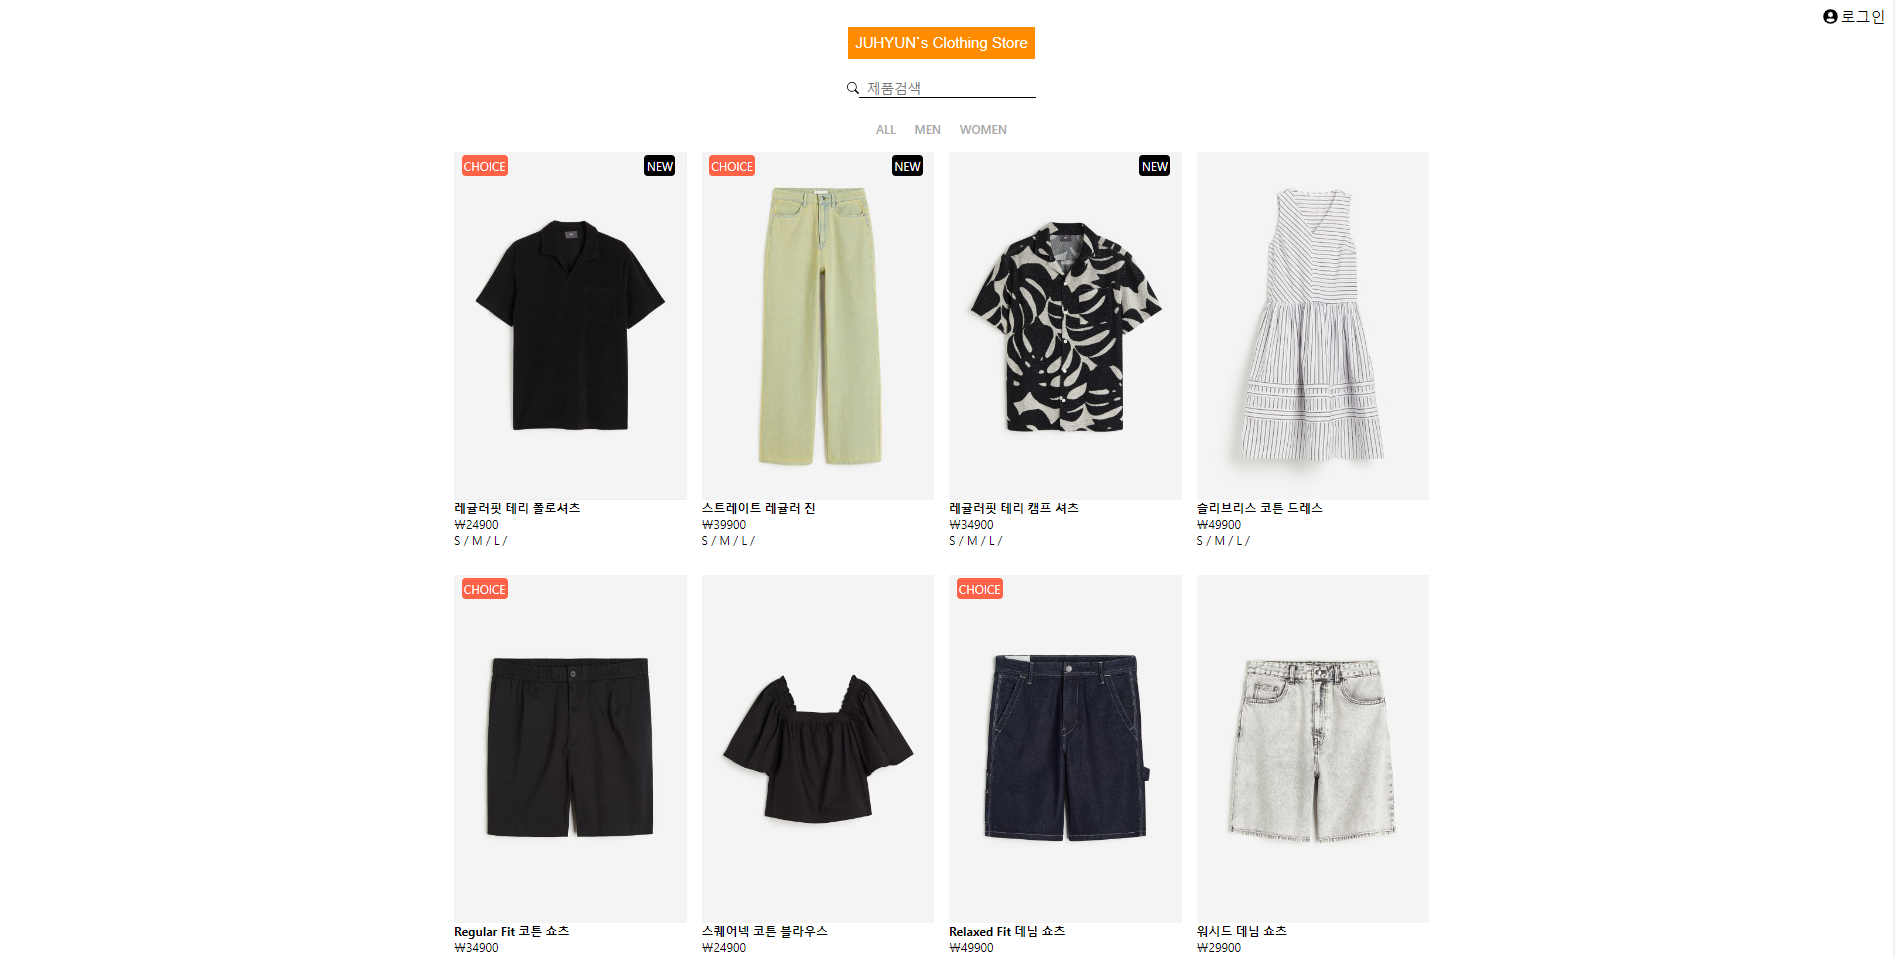 로그인
JUHYUN`s Clothing Store
제품검색
ALL MEN WOMEN
CHOICE NEW
CHOICE NEW
NEW
레귤러핏 테리 폴로셔츠
₩24900
S / M / L /
스트레이트 레귤러 진
₩39900
S / M / L /
레귤러핏 테리 캠프 셔츠
₩34900
S / M / L /
슬리브리스 코튼 드레스
₩49900
S / M / L /
CHOICE
CHOICE
Regular Fit 코튼 쇼츠
₩34900
스퀘어넥 코튼 블라우스
₩24900
Relaxed Fit 데님 쇼츠
₩49900
워시드 데님 쇼츠
₩29900